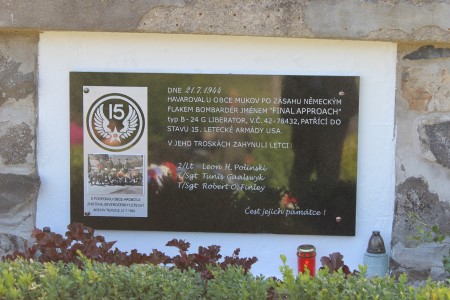 15
DNE 21.7.1944
HAVAROVAL U OBCE MUKOV PO ZÁSAHU NĚMECKÝM
FLAKEM BOMBARDÉR JMÉNEM "FINAL APPROACH"
typ B-24 G LIBERATOR, V.Č. 42-78432, PATŘÍCÍ DO
STAVU 15. LETECKÉ ARMÁDY USA.
V JEHO TROSKÁCH ZAHYNULI LETCI:
2/Lt Leon H. Polinski
T/Sgt Tunis Gaalswyk
T/Sgt Robert O. Finley
Čest jejich památce!